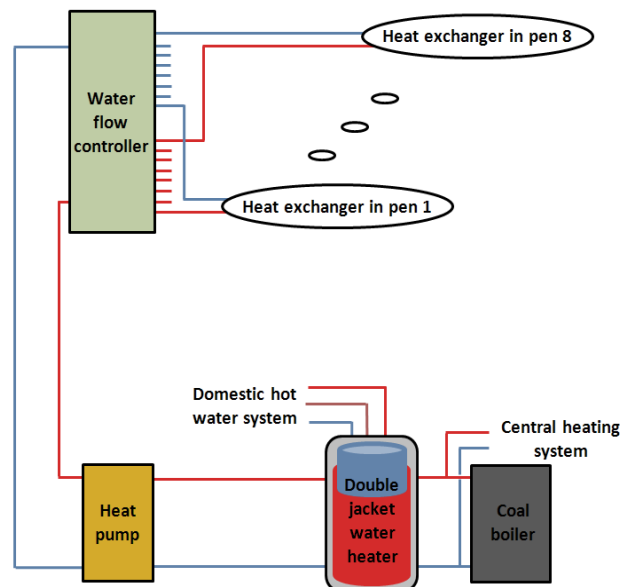 Heat exchanger in pen 8
Water
flow
controller
Heat exchanger in pen 1
Domestic hot
water system
Central heating
system
Heat
pump
Double
jacket
water
heater
Coal
boiler